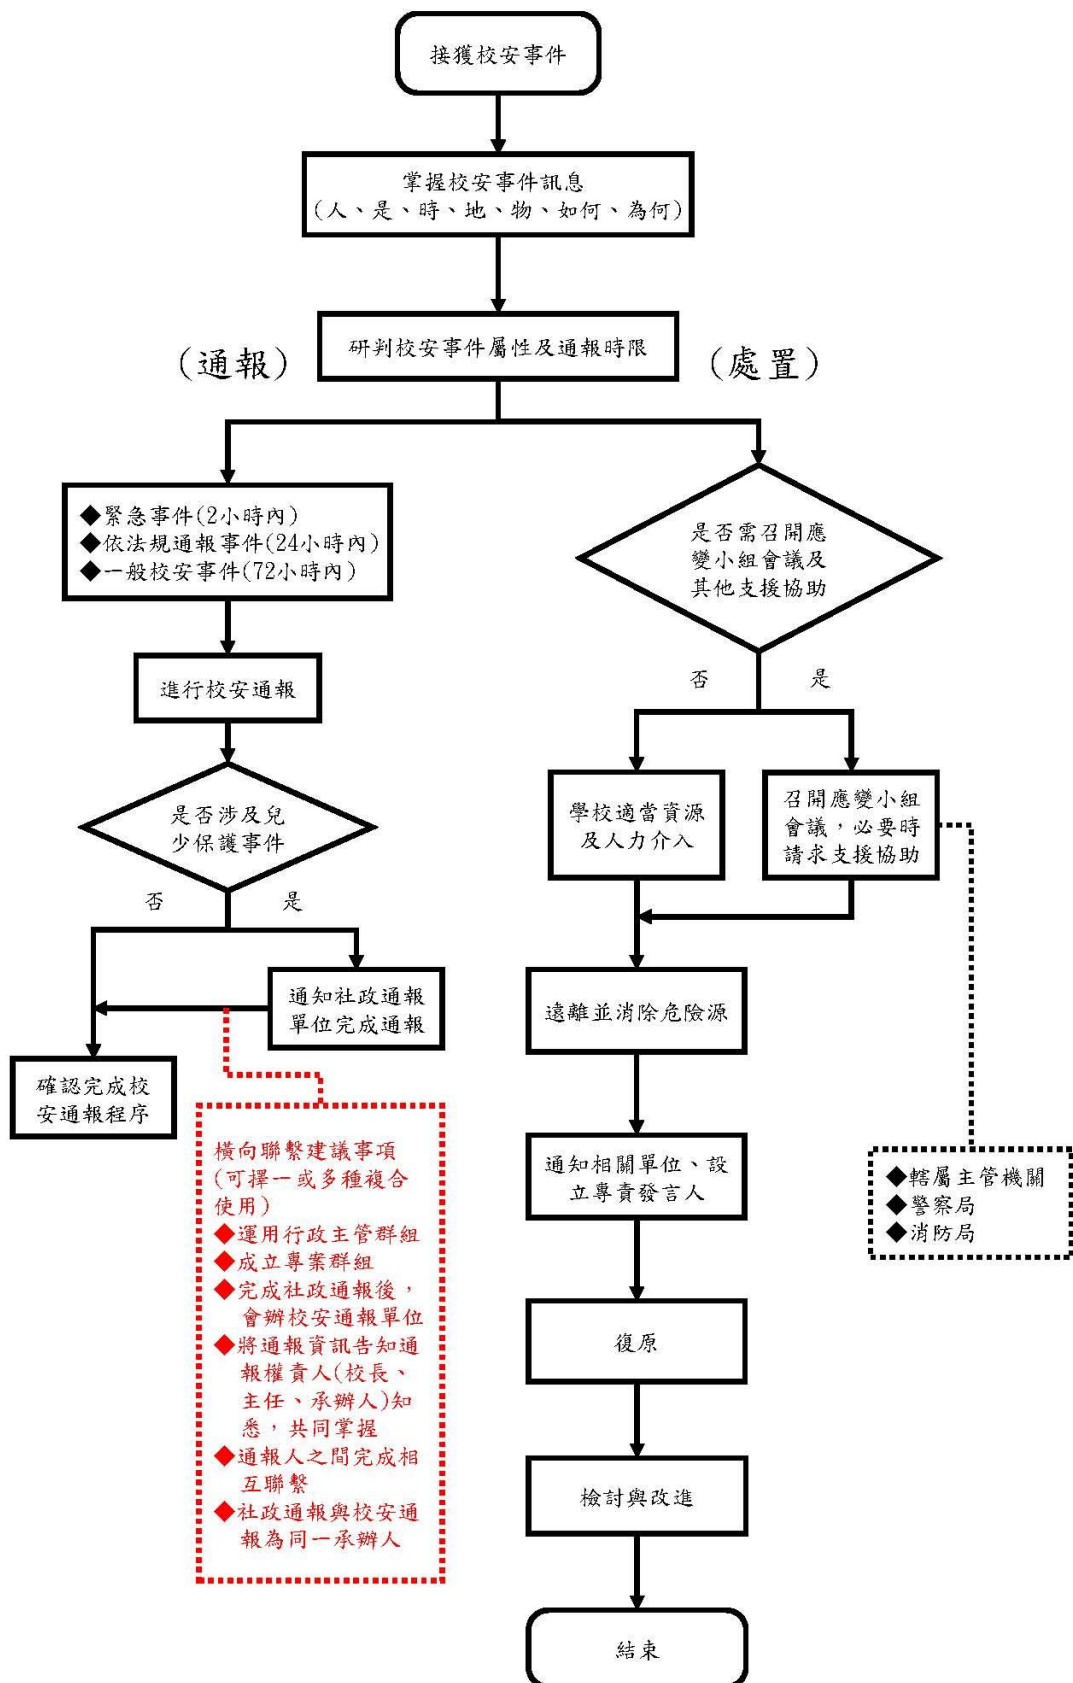 接獲校安事件
掌握校安事件訊息
(人、是、時、地、物、如何、為何)
研判校安事件屬性及通報時限
(通報)
(處置)
◆緊急事件(2小時內)
◆依法規通報事件(24小時內)
◆一般校安事件(72小時內)
進行校安通報
是否涉及兒
少保護事件
否
是
通知社政通報
單位完成通報
確認完成校
安通報程序
橫向聯繫建議事項
(可擇一或多種複合
使用)
◆運用行政主管群組
◆成立專案群組
◆完成社政通報後，
會辦校安通報單位
◆將通報資訊告知通
報權責人(校長、
主任、承辦人)知
悉，共同掌握
◆通報人之間完成相
互聯繫
◆社政通報與校安通
報為同一承辦人
是否需召開應
變小組會議及
其他支援協助
否
是
學校適當資源
及人力介入
召開應變小組
會議，必要時
請求支援協助
遠離並消除危險源
通知相關單位、設
立專責發言人
◆轄屬主管機關
◆警察局
◆消防局
復原
檢討與改進
結束